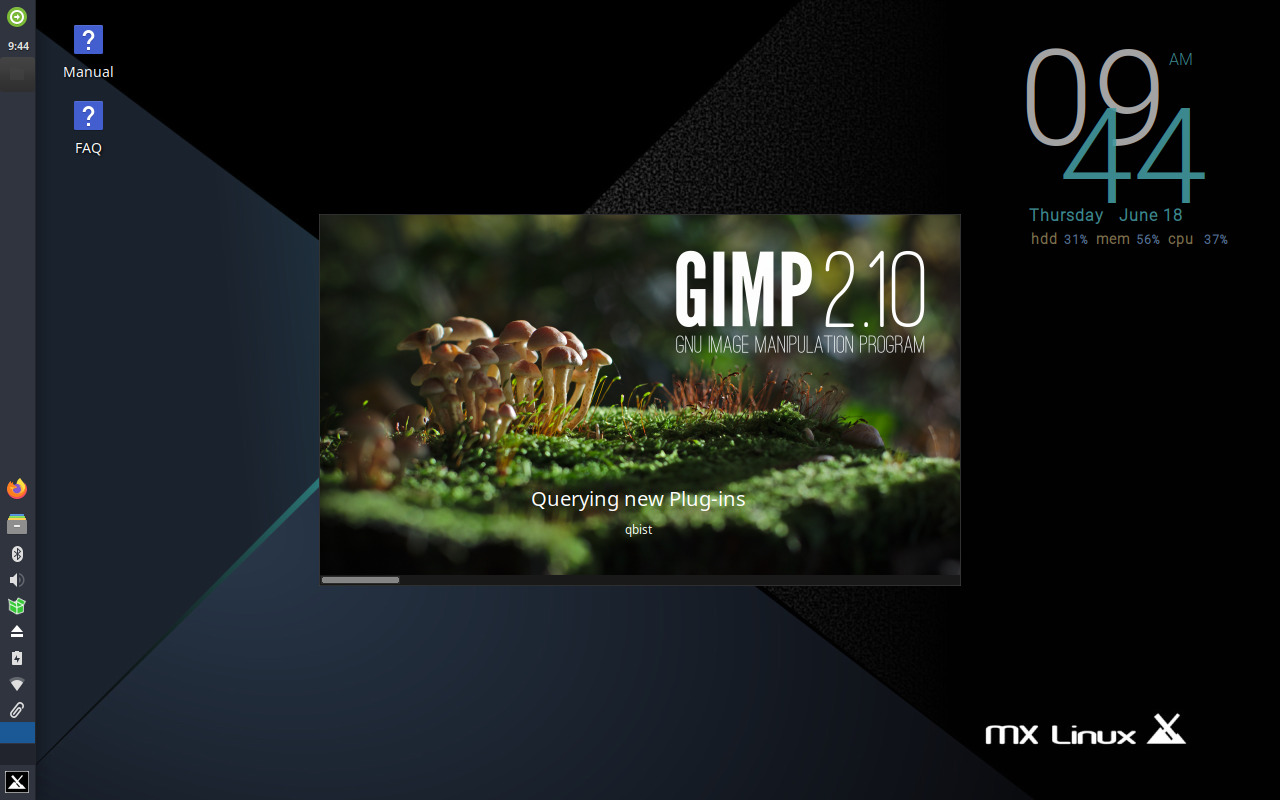 9:44
Manual
FAQ
09 AM
44
Thursday June 18
hdd 31% mem 56% cpu 37%
GIMP 2.10
GNU IMAGE MANIPULATION PROGRAM
Querying new Plug-ins
qbist
MX Linux